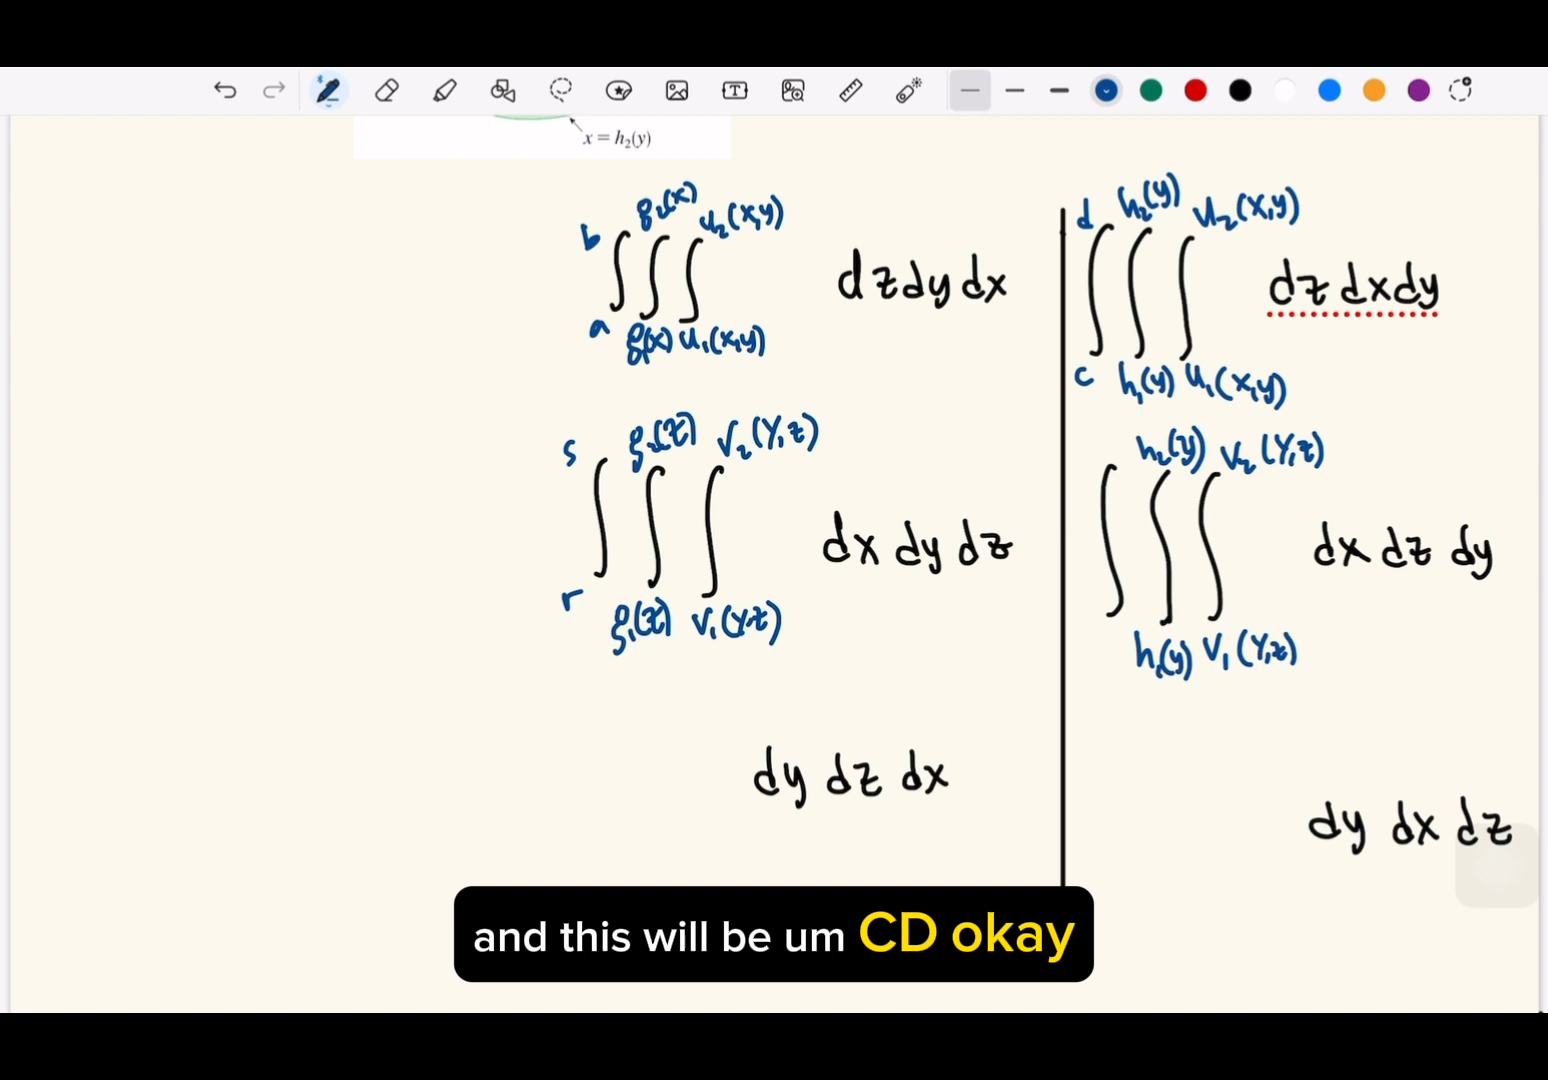 x = h₂(y)
b g₂(x) u₂(x,y)
∫ ∫ ∫ dz dy dx
a g₁(x) u₁(x,y)
d h₂(y) u₂(x,y)
∫ ∫ ∫ dz dx dy
c h₁(y) u₁(x,y)
s g₂(z) v₂(y,z)
∫ ∫ ∫ dx dy dz
r g₁(z) v₁(y,z)
h₂(y) v₂(y,z)
∫ ∫ ∫ dx dz dy
h₁(y) v₁(y,z)
dy dz dx
dy dx dz
and this will be um CD okay